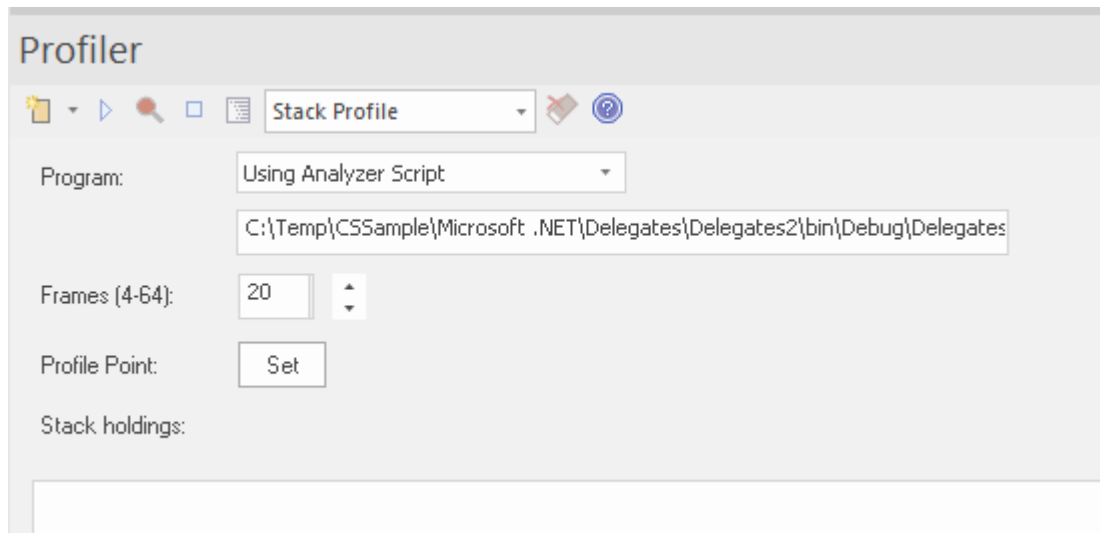 Profiler
Stack Profile
Program: Using Analyzer Script
C:\Temp\CSSample\Microsoft .NET\Delegates\Delegates2\bin\Debug\Delegates
Frames (4-64): 20
Profile Point: Set
Stack holdings: